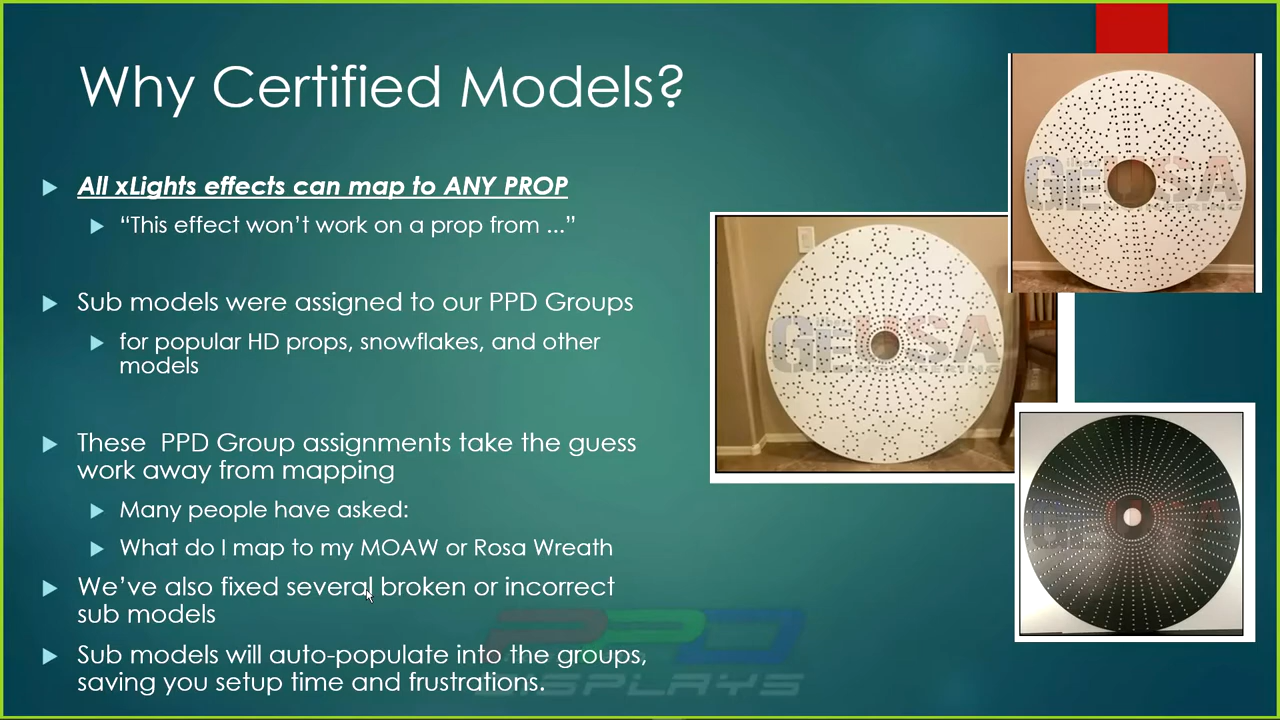 Why Certified Models?
All xLights effects can map to ANY PROP
“This effect won’t work on a prop from ...”
Sub models were assigned to our PPD Groups
for popular HD props, snowflakes, and other
models
These  PPD Group assignments take the guess
work away from mapping
Many people have asked:
What do I map to my MOAW or Rosa Wreath
We’ve also fixed several broken or incorrect
sub models
Sub models will auto-populate into the groups,
saving you setup time and frustrations.
PPD
DISPLAYS
GEUSA
GEUSA